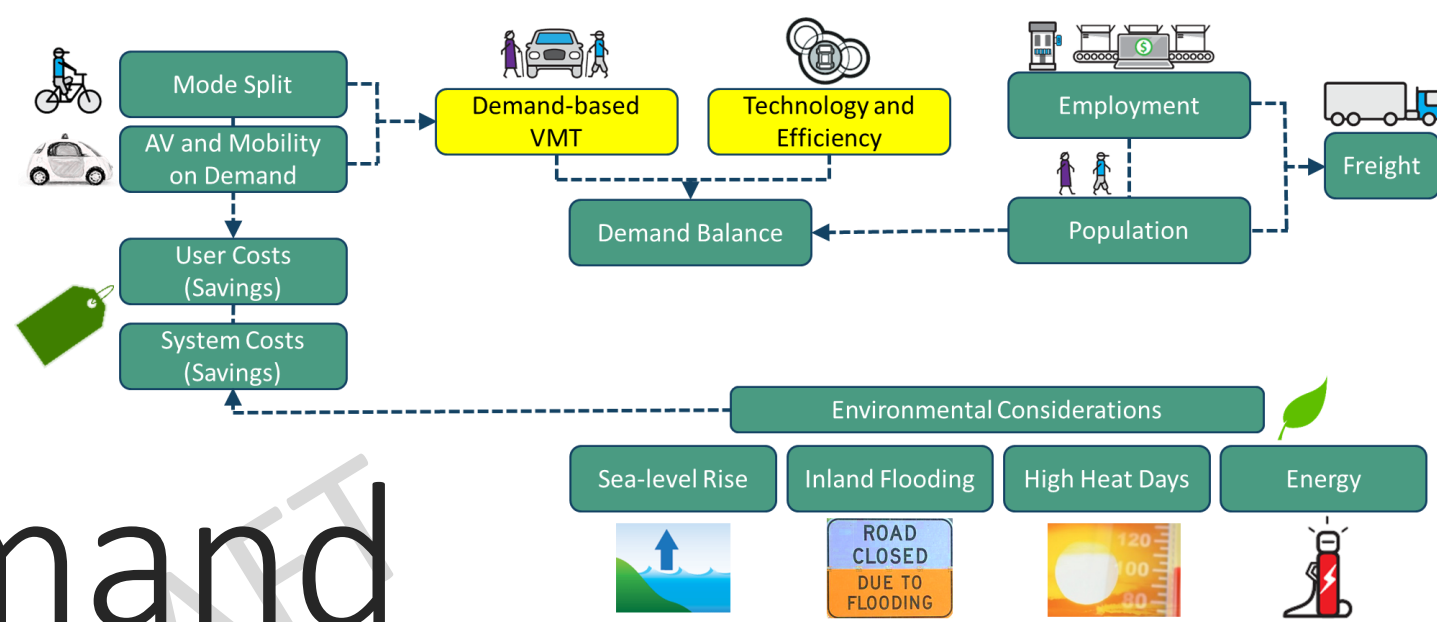 Mode Split
AV and Mobility
on Demand
User Costs
(Savings)
System Costs
(Savings)
Demand-based
VMT
Technology and
Efficiency
Demand Balance
$
Employment
Population
Freight
Environmental Considerations
Sea-level Rise
Inland Flooding
High Heat Days
Energy
ROAD
CLOSED
DUE TO
FLOODING
120
100
80
mand
AFT